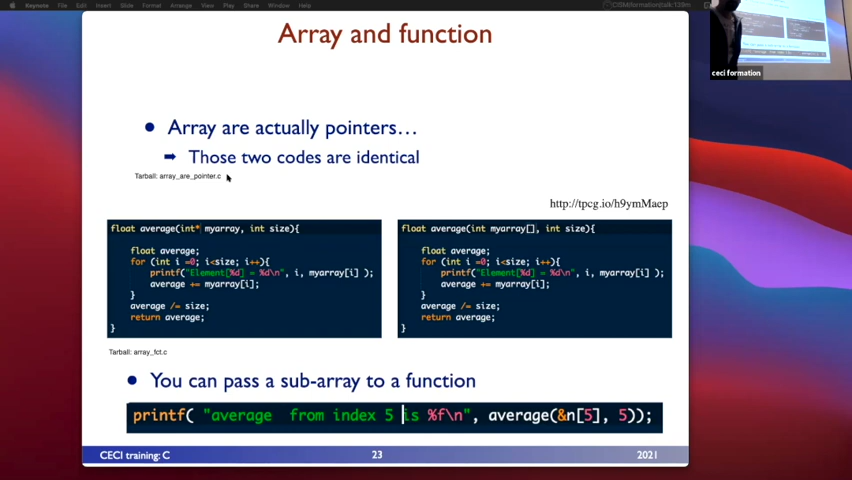 Keynote File Edit Insert Slide Format Arrange View Play Share Window Help
Array and function
ceci formation
• Array are actually pointers…
➡ Those two codes are identical
Tarball: array_are_pointer.c
http://tpcg.io/h9ymMaep
float average(int* myarray, int size){
float average;
for (int i =0; i<size; i++){
printf("Element[%d] = %d\n", i, myarray[i] );
average += myarray[i];
}
average /= size;
return average;
}
float average(int myarray[], int size){
float average;
for (int i =0; i<size; i++){
printf("Element[%d] = %d\n", i, myarray[i] );
average += myarray[i];
}
average /= size;
return average;
}
Tarball: array_fct.c
• You can pass a sub-array to a function
printf( "average  from index 5 is %f\n", average(&n[5], 5));
CECI training: C 23 2021